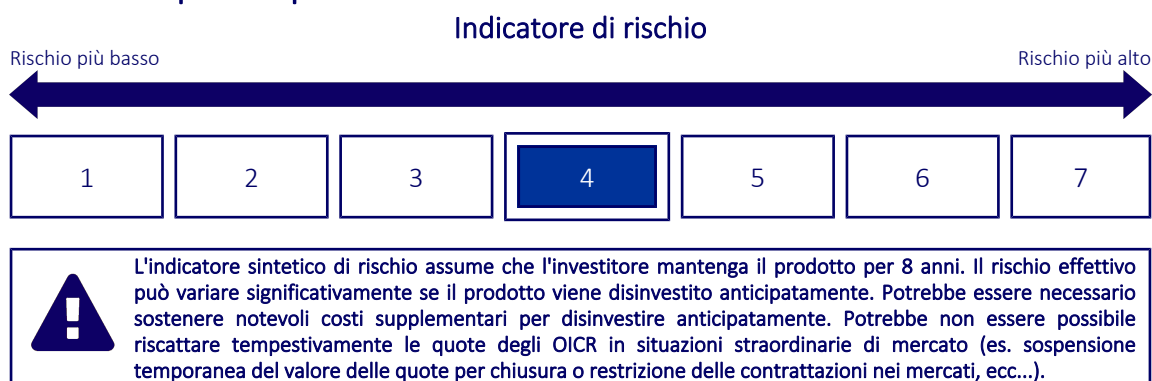 Indicatore di rischio
Rischio più basso Rischio più alto
1 2 3 4 5 6 7
L'indicatore sintetico di rischio assume che l'investitore mantenga il prodotto per 8 anni. Il rischio effettivo
può variare significativamente se il prodotto viene disinvestito anticipatamente. Potrebbe essere necessario
sostenere notevoli costi supplementari per disinvestire anticipatamente. Potrebbe non essere possibile
riscattare tempestivamente le quote degli OICR in situazioni straordinarie di mercato (es. sospensione
temporanea del valore delle quote per chiusura o restrizione delle contrattazioni nei mercati, ecc...).